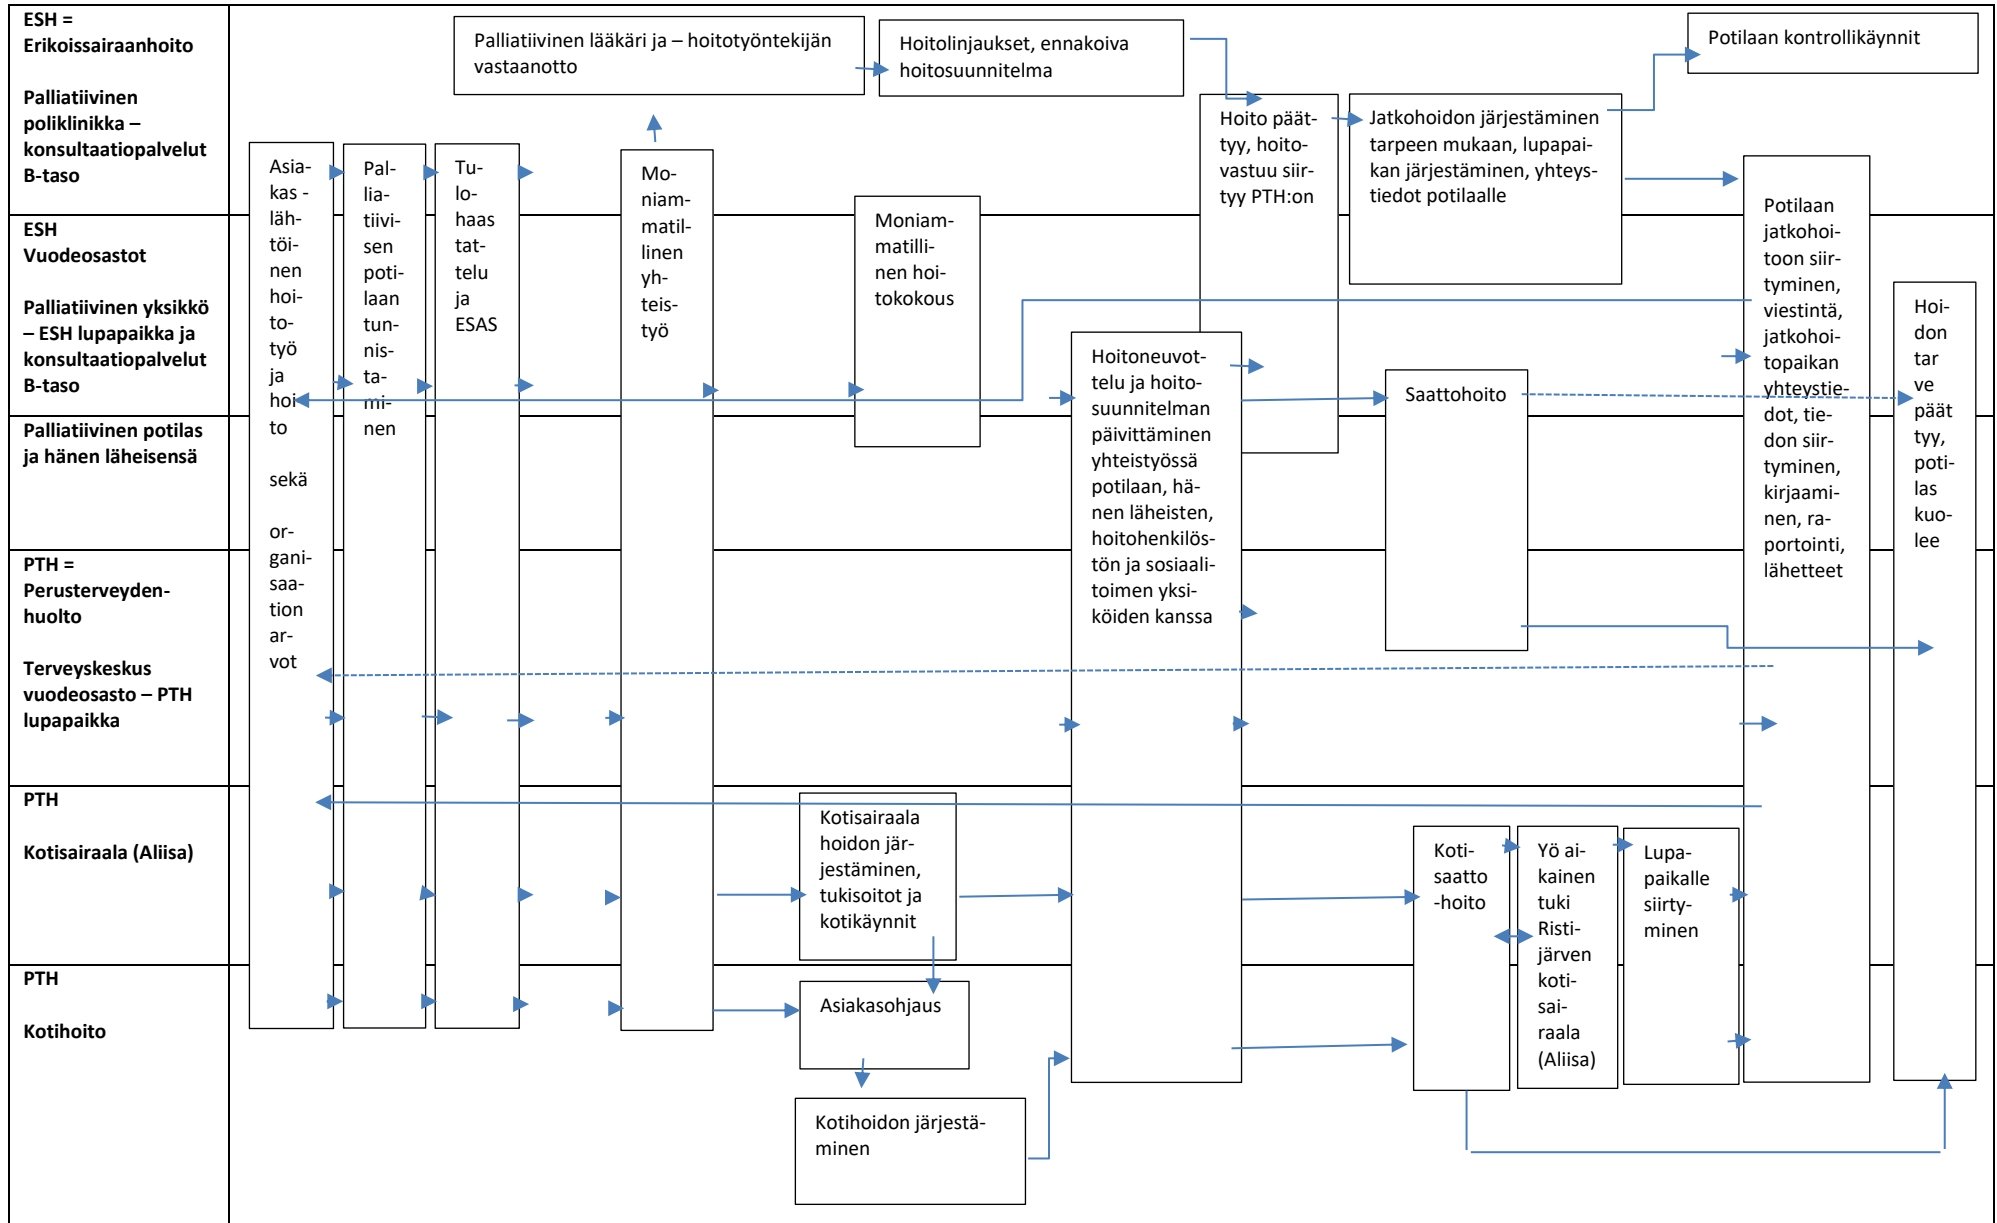 ESH =
Erikoissairaanhoito
Palliatiivinen
poliklinikka –
konsultaatiopalvelut
B-taso
ESH
Vuodeosastot
Palliatiivinen yksikkö
– ESH lupapaikka ja
konsultaatiopalvelut
B-taso
Palliatiivinen potilas
ja hänen läheisensä
PTH =
Perusterveyden-
huolto
Terveyskeskus
vuodeosasto – PTH
lupapaikka
PTH
Kotisairaala (Aliisa)
PTH
Kotihoito
Asia-
kas -
läh-
töi-
nen
hoi-
to-
työ
ja
hoi-
to
sekä
or-
gani-
saa-
tion
ar-
vot
Pal-
lia-
tiivi-
sen
poti-
laan
tun-
nis-
ta-
mi-
nen
Tu-
lo-
haas
tat-
telu
ja
ESAS
Palliatiivinen lääkäri ja – hoitotyöntekijän
vastaanotto
Mo-
niam-
matil-
linen
yh-
teis-
työ
Hoitolinjaukset, ennakoiva
hoitosuunnitelma
Moniam-
matilli-
nen hoi-
tokokous
Kotisairaala
hoidon jär-
jestäminen,
tukisoitot ja
kotikäynnit
Asiakasohjaus
Kotihoidon järjestä-
minen
Hoitoneuvot-
telu ja hoito-
suunnitelman
päivittäminen
yhteistyössä
potilaan, hä-
nen läheisten,
hoitohenkilös-
tön ja sosiaali-
toimen yksi-
köiden kanssa
Hoito päät-
tyy, hoito-
vastuu siir-
tyy PTH:on
Jatkohoidon järjestäminen
tarpeen mukaan, lupapai-
kan järjestäminen, yhteys-
tiedot potilaalle
Potilaan kontrollikäynnit
Saattohoito
Koti-
saatto
-hoito
Yö ai-
kainen
tuki
Risti-
järven
koti-
sai-
raala
(Aliisa)
Lupa-
paikalle
siirty-
minen
Potilaan
jatkohoi-
toon siir-
tyminen,
viestintä,
jatkohoi-
topaikan
yhteystie-
dot, tie-
don siir-
tyminen,
kirjaami-
nen, ra-
portointi,
lähetteet
Hoi-
don
tar
ve
päät
tyy,
poti-
las
kuo-
lee